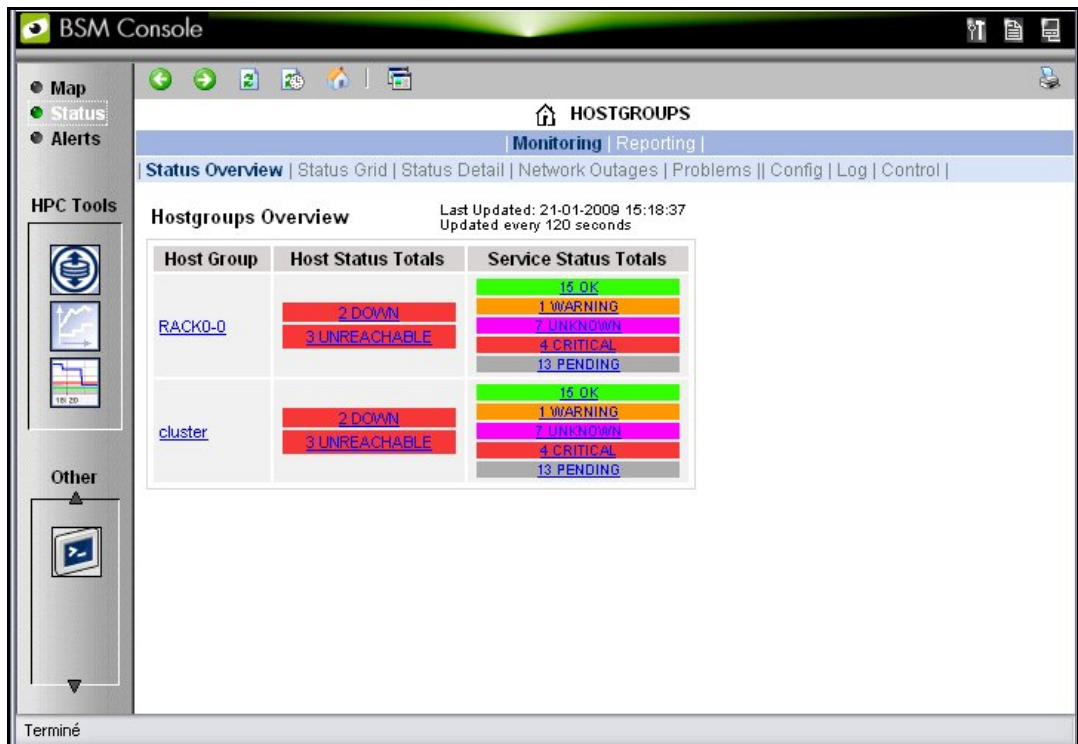 BSM Console
Map
Status
Alerts
HOSTGROUPS
| Monitoring | Reporting |
| Status Overview | Status Grid | Status Detail | Network Outages | Problems || Config | Log | Control |
HPC Tools
18:20
Other
Hostgroups Overview
Last Updated: 21-01-2009 15:18:37
Updated every 120 seconds
Host Group Host Status Totals Service Status Totals
RACK0-0
2 DOWN
3 UNREACHABLE
15 OK
1 WARNING
7 UNKNOWN
4 CRITICAL
13 PENDING
cluster
2 DOWN
3 UNREACHABLE
15 OK
1 WARNING
7 UNKNOWN
4 CRITICAL
13 PENDING
Terminé